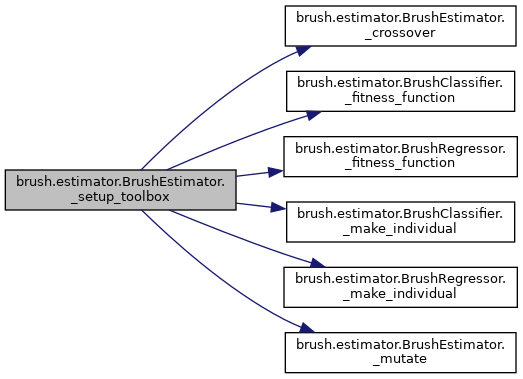 brush.estimator.BrushEstimator.
_crossover
brush.estimator.BrushClassifier.
_fitness_function
brush.estimator.BrushRegressor.
_fitness_function
brush.estimator.BrushEstimator.
_setup_toolbox
brush.estimator.BrushClassifier.
_make_individual
brush.estimator.BrushRegressor.
_make_individual
brush.estimator.BrushEstimator.
_mutate